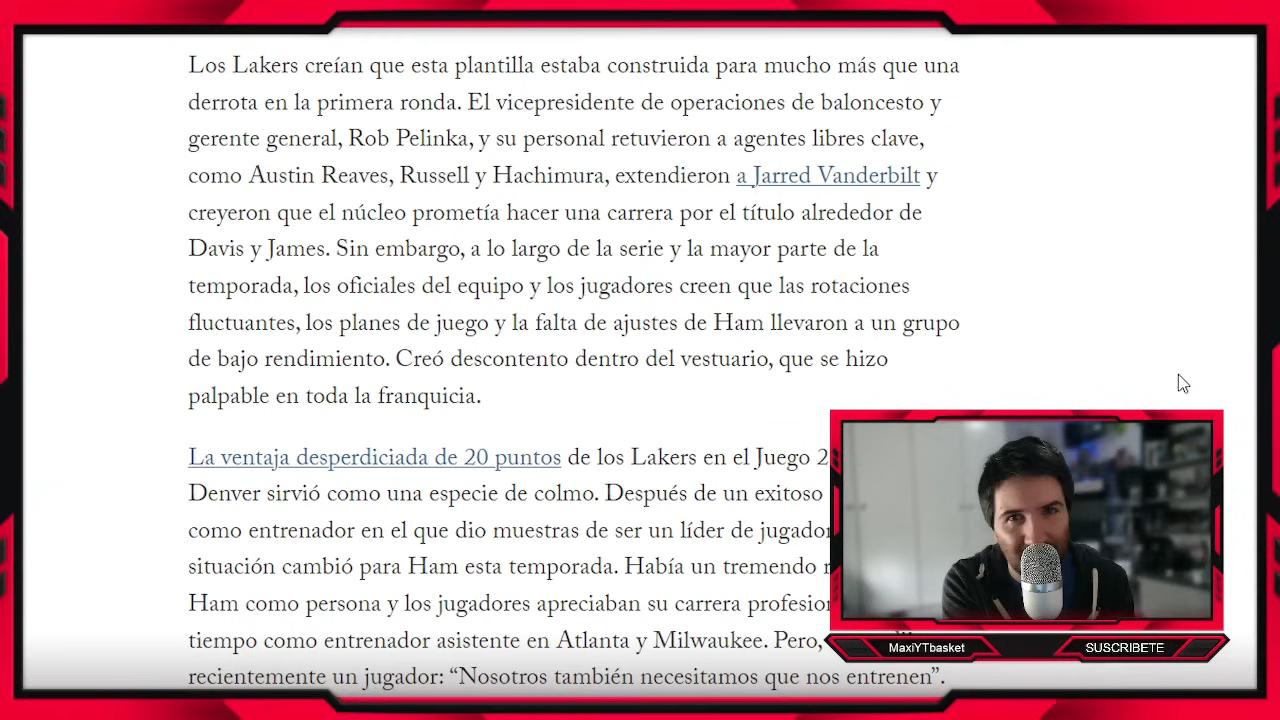 Los Lakers creían que esta plantilla estaba construida para mucho más que una
derrota en la primera ronda. El vicepresidente de operaciones de baloncesto y
gerente general, Rob Pelinka, y su personal retuvieron a agentes libres clave,
como Austin Reaves, Russell y Hachimura, extendieron a Jarred Vanderbilt y
creyeron que el núcleo prometía hacer una carrera por el título alrededor de
Davis y James. Sin embargo, a lo largo de la serie y la mayor parte de la
temporada, los oficiales del equipo y los jugadores creen que las rotaciones
fluctuantes, los planes de juego y la falta de ajustes de Ham llevaron a un grupo
de bajo rendimiento. Creó descontento dentro del vestuario, que se hizo
palpable en toda la franquicia.
La ventaja desperdiciada de 20 puntos de los Lakers en el Juego 2
Denver sirvió como una especie de colmo. Después de un exitoso
como entrenador en el que dio muestras de ser un líder de
situación cambió para Ham esta temporada. Había un tremendo
Ham como persona y los jugadores apreciaban su carrera
tiempo como entrenador asistente en Atlanta y Milwaukee. Pero,
recientemente un jugador: “Nosotros también necesitamos que nos entrenen”.
MaxiYTbasket
SUSCRIBETE